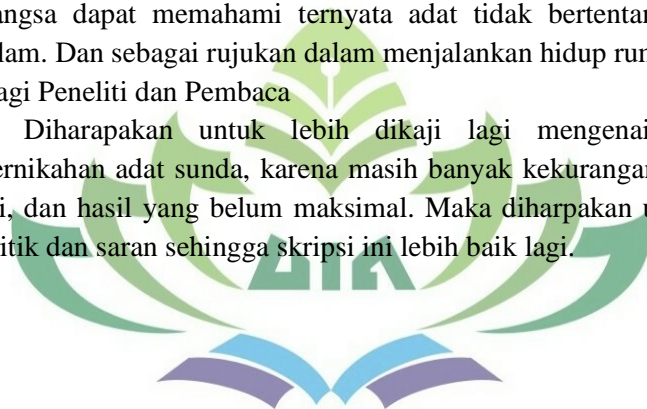 angsa dapat memahami ternyata adat tidak bertentar
lam. Dan sebagai rujukan dalam menjalankan hidup run
agi Peneliti dan Pembaca
Diharapakan untuk lebih dikaji lagi mengenai
ernikahan adat sunda, karena masih banyak kekurangan
i, dan hasil yang belum maksimal. Maka diharpakan u
itik dan saran sehingga skripsi ini lebih baik lagi.